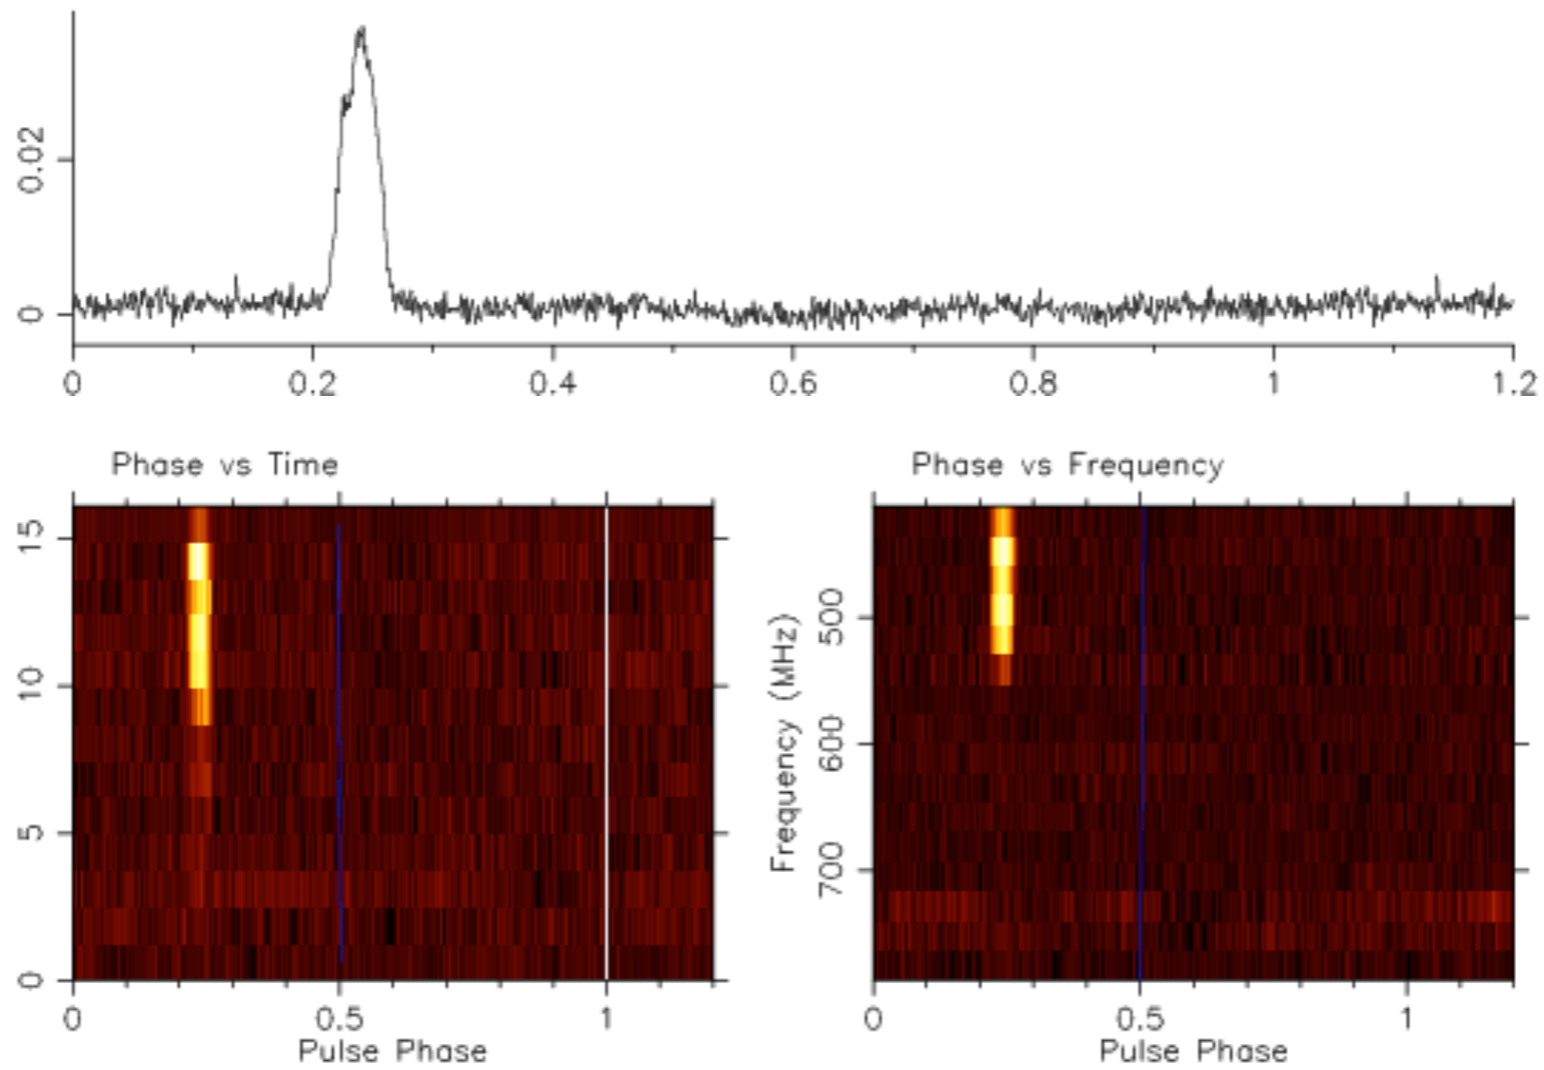 0.02
0
0 0.2 0.4 0.6 0.8 1 1.2
Phase vs Time
15
10
5
0
0 0.5 1
Pulse Phase
Phase vs Frequency
Frequency (MHz)
500
600
700
0 0.5 1
Pulse Phase